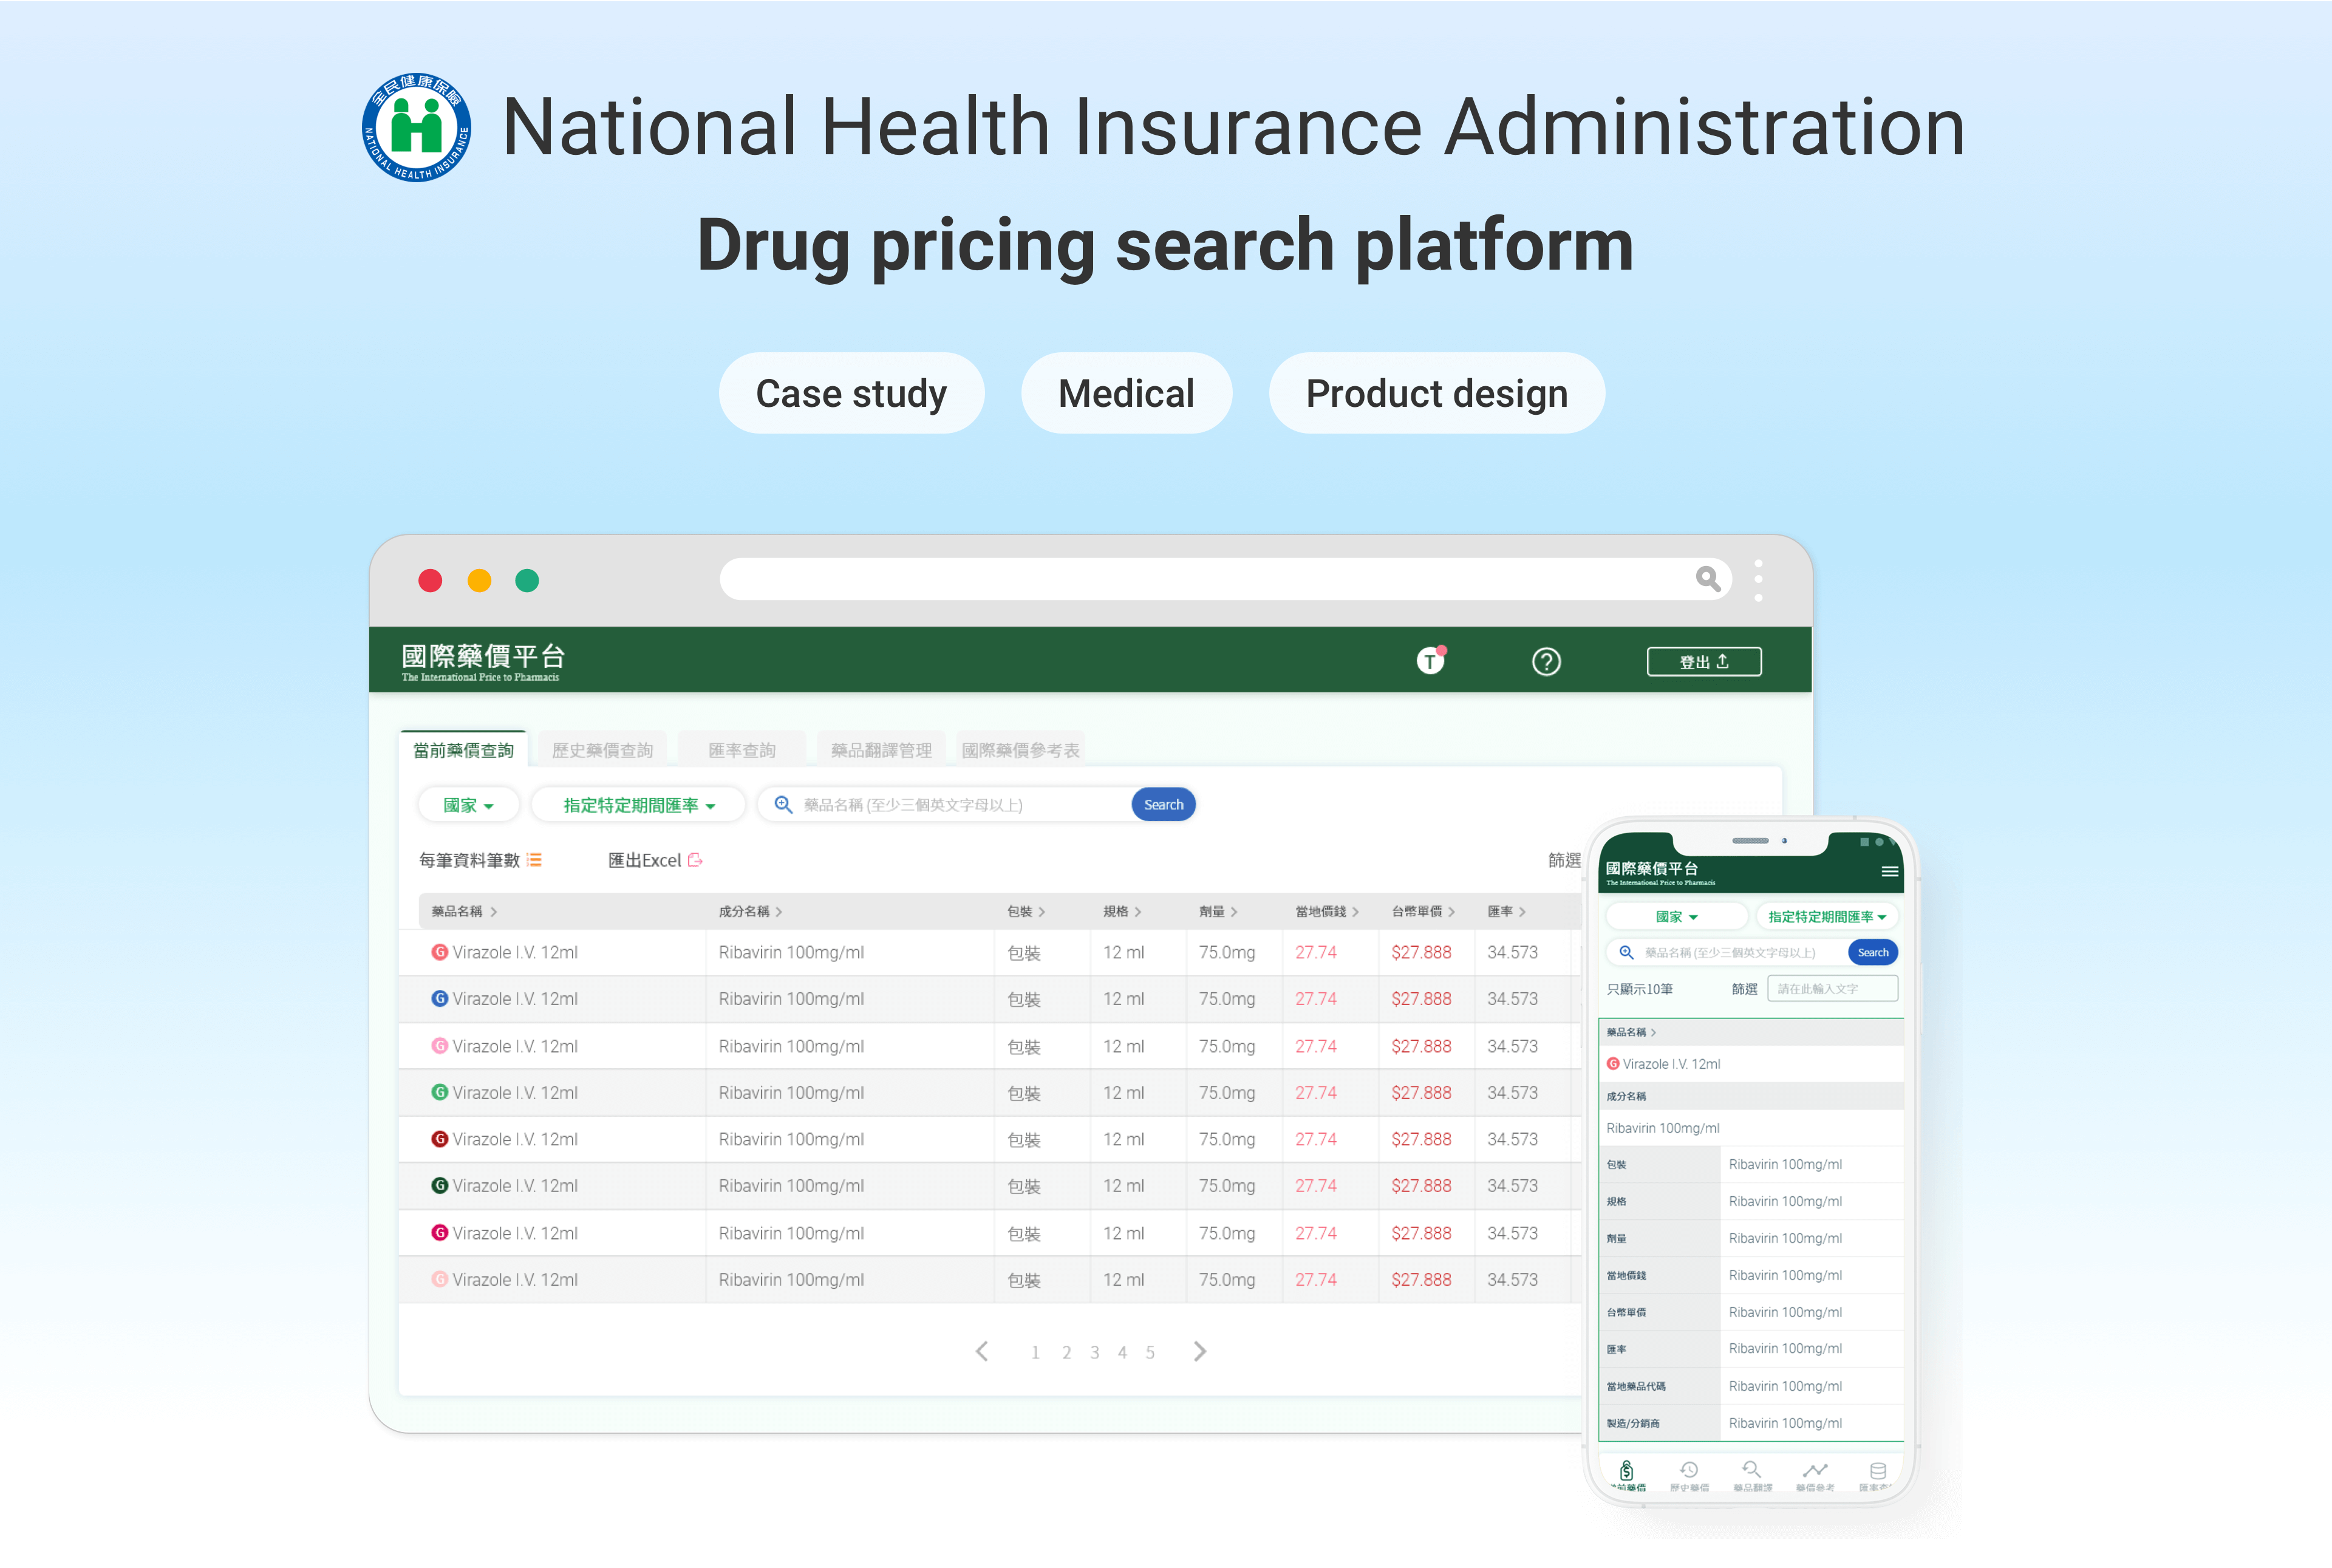 全民健康保險
NATIONAL HEALTH INSURANCE
National Health Insurance Administration
Drug pricing search platform
Case study Medical Product design
國際藥價平台
The International Price to Pharmacis
T ? 登出
當前藥價查詢 歷史藥價查詢 匯率查詢 藥品翻譯管理 國際藥價參考表
國家 指定特定期間匯率 藥品名稱 (至少三個英文字母以上) Search
每筆資料筆數 匯出Excel 篩選
藥品名稱 成分名稱 包裝 規格 劑量 當地價錢 台幣單價 匯率
G Virazole I.V. 12ml Ribavirin 100mg/ml 包裝 12 ml 75.0mg 27.74 $27.888 34.573
G Virazole I.V. 12ml Ribavirin 100mg/ml 包裝 12 ml 75.0mg 27.74 $27.888 34.573
G Virazole I.V. 12ml Ribavirin 100mg/ml 包裝 12 ml 75.0mg 27.74 $27.888 34.573
G Virazole I.V. 12ml Ribavirin 100mg/ml 包裝 12 ml 75.0mg 27.74 $27.888 34.573
G Virazole I.V. 12ml Ribavirin 100mg/ml 包裝 12 ml 75.0mg 27.74 $27.888 34.573
G Virazole I.V. 12ml Ribavirin 100mg/ml 包裝 12 ml 75.0mg 27.74 $27.888 34.573
G Virazole I.V. 12ml Ribavirin 100mg/ml 包裝 12 ml 75.0mg 27.74 $27.888 34.573
G Virazole I.V. 12ml Ribavirin 100mg/ml 包裝 12 ml 75.0mg 27.74 $27.888 34.573
1 2 3 4 5
國際藥價平台
The International Price to Pharmacis
國家 指定特定期間匯率
藥品名稱 (至少三個英文字母以上) Search
只顯示10筆 篩選 請在此輸入文字
藥品名稱
G Virazole I.V. 12ml
成分名稱
Ribavirin 100mg/ml
包裝 Ribavirin 100mg/ml
規格 Ribavirin 100mg/ml
劑量 Ribavirin 100mg/ml
當地價錢 Ribavirin 100mg/ml
台幣單價 Ribavirin 100mg/ml
匯率 Ribavirin 100mg/ml
當地藥品代碼 Ribavirin 100mg/ml
製造/分銷商 Ribavirin 100mg/ml
前藥價 歷史藥價 藥品翻譯 藥價參考 匯率